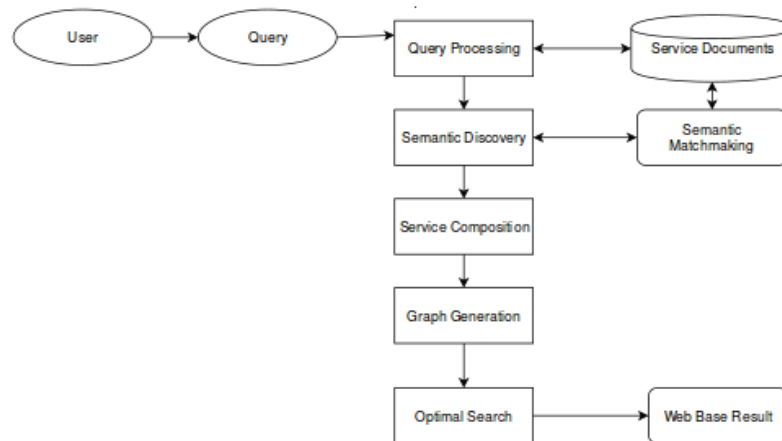 User
Query
Query Processing
Service Documents
Semantic Discovery
Semantic
Matchmaking
Service Composition
Graph Generation
Optimal Search
Web Base Result